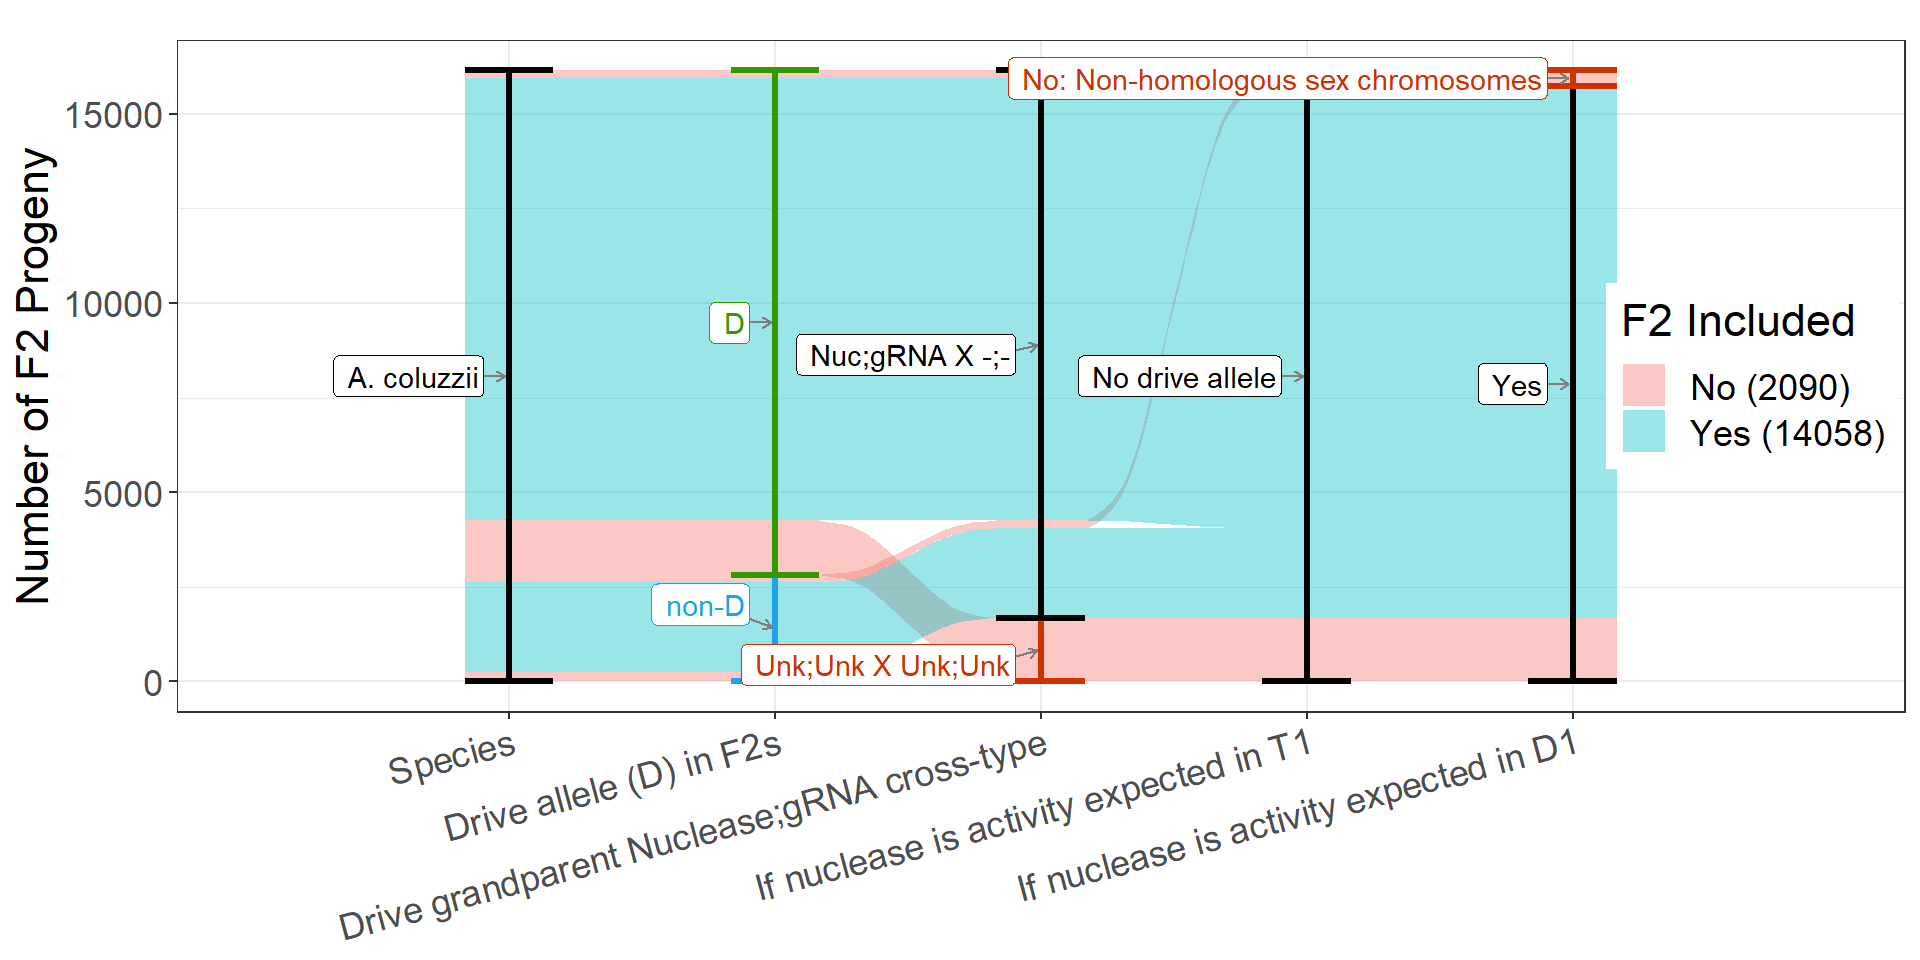 Number of F2 Progeny
15000
10000
5000
0
No: Non-homologous sex chromosomes
D
Nuc;gRNA X -;-
A. coluzzii
No drive allele
Yes
non-D
Unk;Unk X Unk;Unk
F2 Included
No (2090)
Yes (14058)
Species
Drive allele (D) in F2s
Drive grandparent Nuclease;gRNA cross-type
If nuclease is activity expected in T1
If nuclease is activity expected in D1